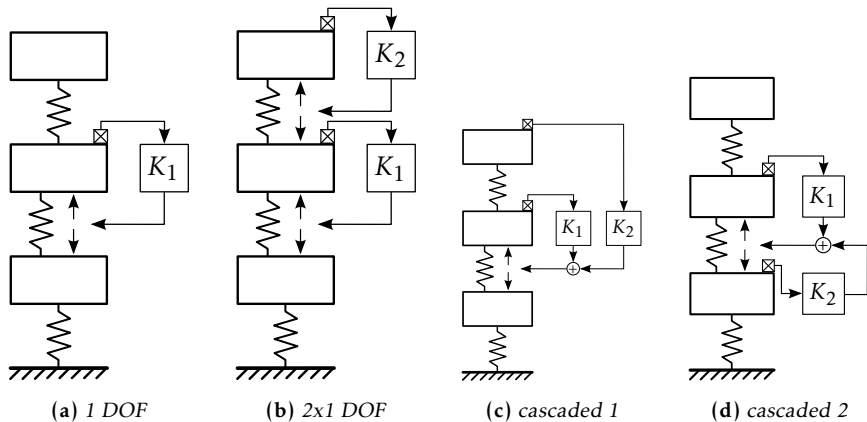 K2
K1
K1
K1
K2
+
K1
+
K2
(a) 1 DOF
(b) 2x1 DOF
(c) cascaded 1
(d) cascaded 2